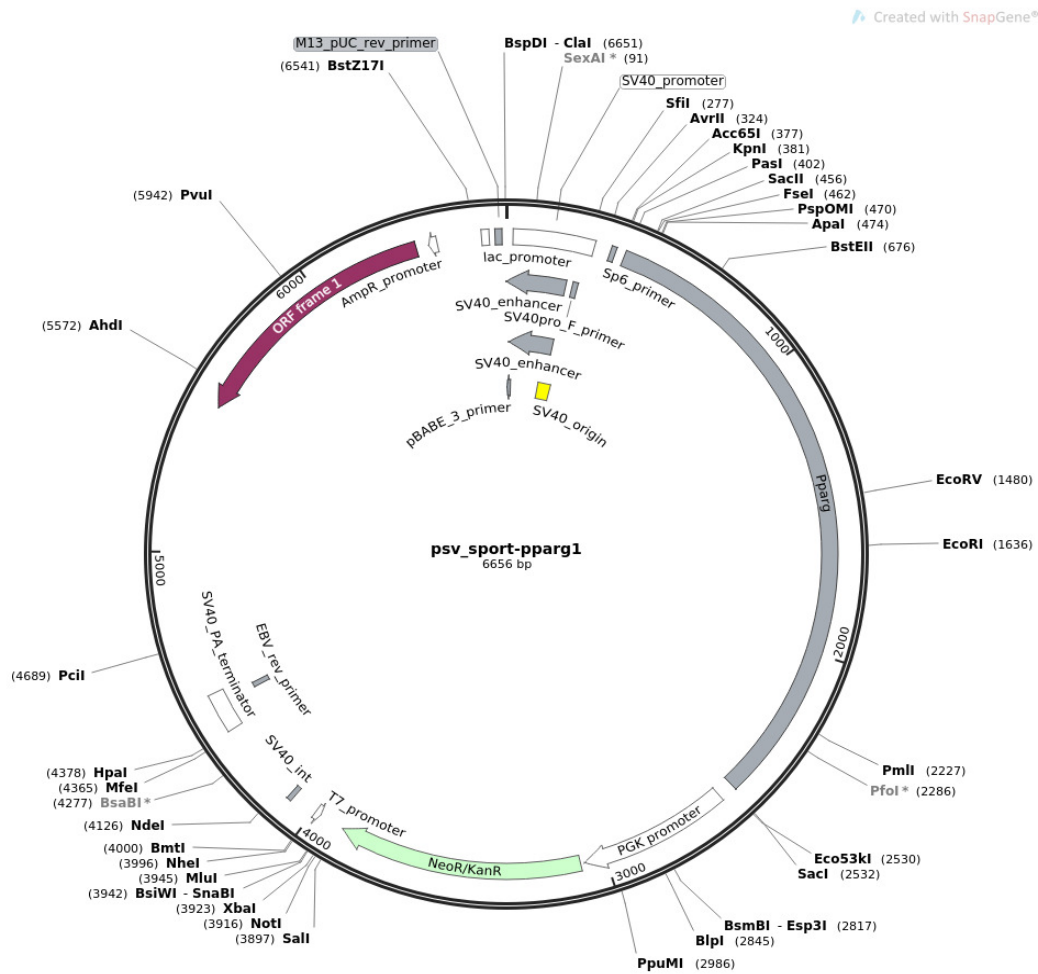 Created with SnapGene®
M13_pUC_rev_primer
(6541) BstZ17I
BspDI - ClaI (6651)
SexAI * (91)
SV40_promoter
SfiI (277)
AvrII (324)
Acc65I (377)
KpnI (381)
PasI (402)
SacII (456)
FseI (462)
PspOMI (470)
ApaI (474)
BstEII (676)
(5942) PvuI
(5572) AhdI
6000
ORF frame 1
AmpR_promoter
lac_promoter
SV40_enhancer
SV40pro_F_primer
SV40_enhancer
pBABE_3_primer
SV40_origin
Sp6_primer
1000
Pparg
EcoRV (1480)
EcoRI (1636)
psv_sport-pparg1
6656 bp
5000
2000
(4689) PciI
SV40_PA_terminator
EBV_rev_primer
SV40_int
T7_promoter
(4378) HpaI
(4365) MfeI
(4277) BsaBI *
(4126) NdeI
(4000) BmtI
(3996) NheI
(3945) MluI
(3942) BsiWI - SnaBI
(3923) XbaI
(3916) NotI
(3897) SalI
4000
NeoR/KanR
PGK promoter
3000
PmlI (2227)
PfoI * (2286)
Eco53kI (2530)
SacI (2532)
BsmBI - Esp3I (2817)
BlpI (2845)
PpuMI (2986)